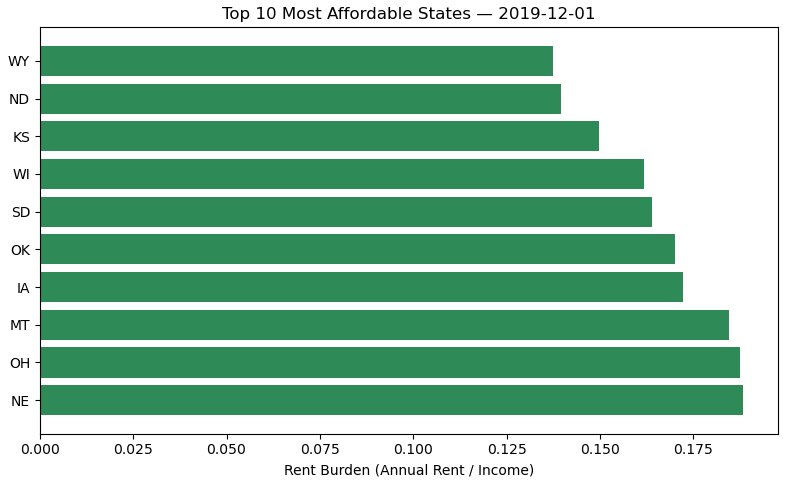 Top 10 Most Affordable States — 2019-12-01
WY
ND
KS
WI
SD
OK
IA
MT
OH
NE
0.000 0.025 0.050 0.075 0.100 0.125 0.150 0.175
Rent Burden (Annual Rent / Income)